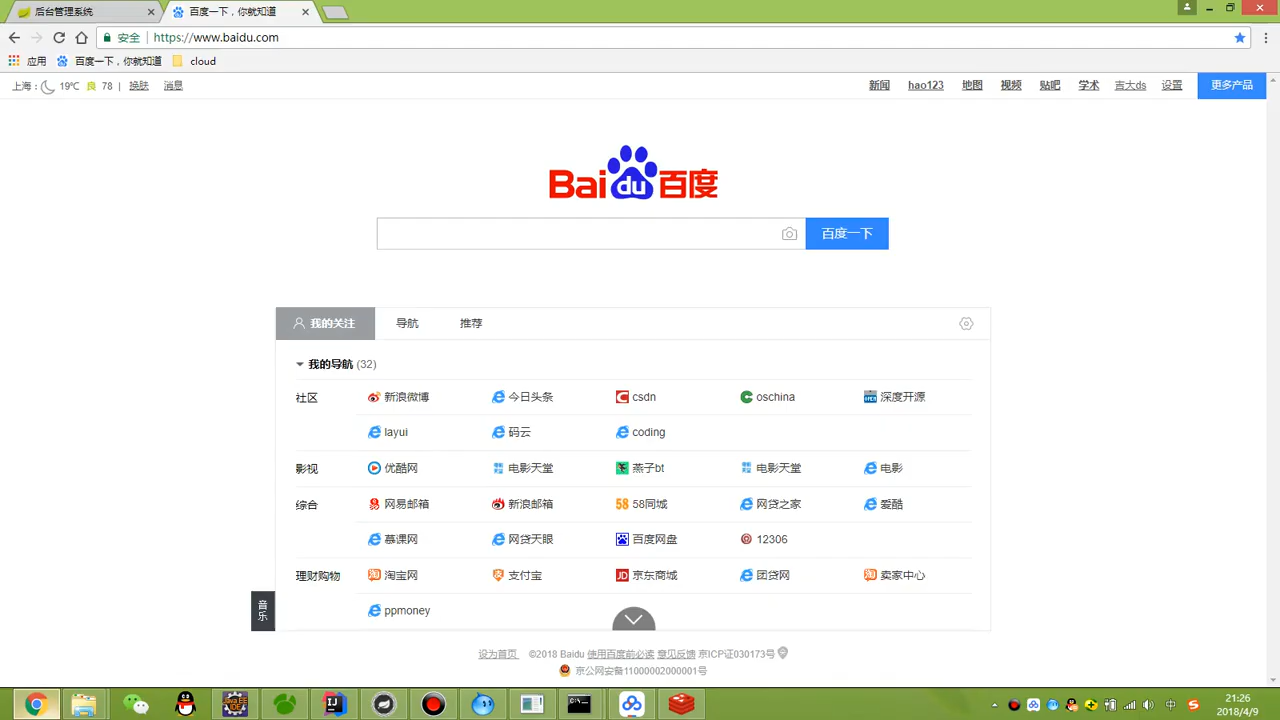 后台管理系统
百度一下，你就知道
安全 https://www.baidu.com
应用 百度一下，你就知道 cloud
上海： 19℃ 良 78 | 换肤 消息
新闻 hao123 地图 视频 贴吧 学术 言大ds 设置 更多产品
Bai du 百度
百度一下
我的关注 导航 推荐
我的导航 (32)
社区 新浪微博 今日头条 csdn oschina 深度开源
layui 码云 coding
影视 优酷网 电影天堂 燕子bt 电影天堂 电影
综合 网易邮箱 新浪邮箱 58同城 网贷之家 爱酷
慕课网 网贷天眼 百度网盘 12306
理财购物 淘宝网 支付宝 京东商城 团贷网 卖家中心
ppmoney
音乐
设为首页 ©2018 Baidu 使用百度前必读 意见反馈 京ICP证030173号
京公网安备11000002000001号
中
21:26
2018/4/9